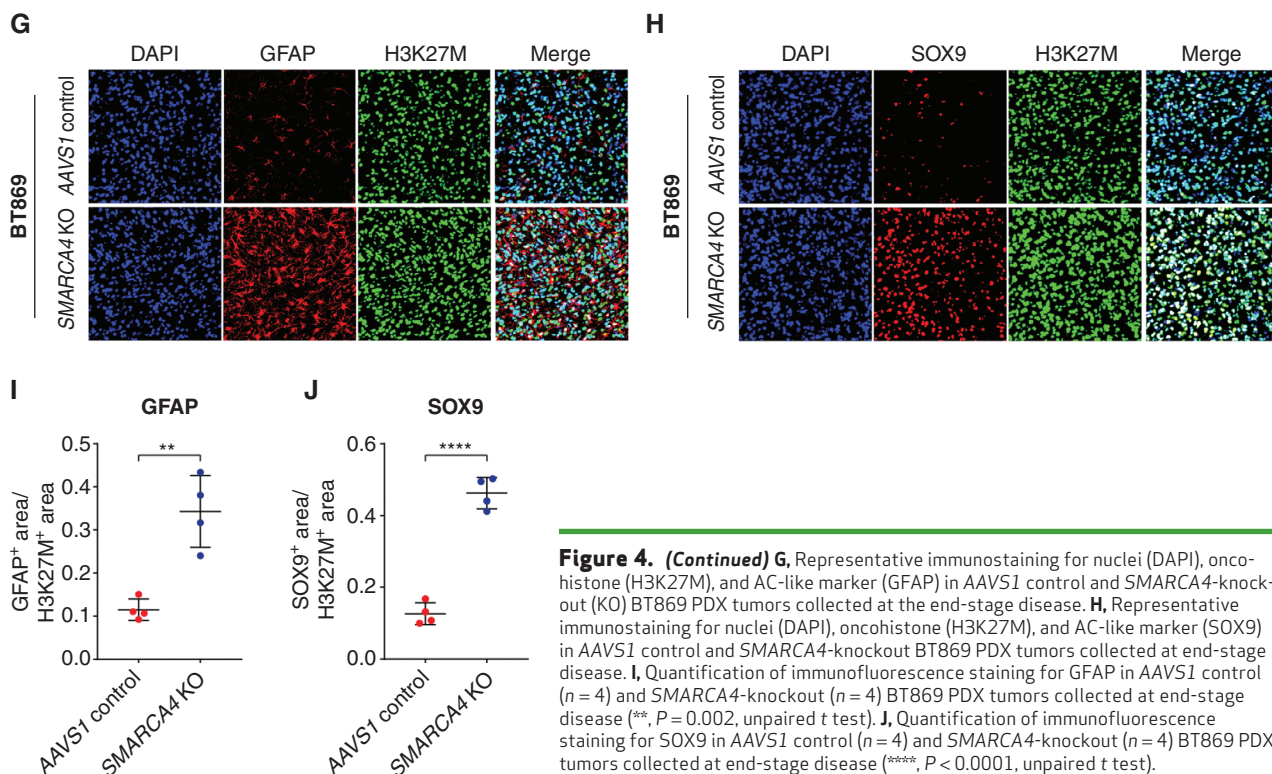 G
DAPI GFAP H3K27M Merge
BT869
AAVS1 control
SMARCA4 KO
H
DAPI SOX9 H3K27M Merge
BT869
AAVS1 control
SMARCA4 KO
I
GFAP
**
GFAP+ area/
H3K27M+ area
0.5
0.4
0.3
0.2
0.1
0.0
AAVS1 control
SMARCA4 KO
J
SOX9
****
SOX9+ area/
H3K27M+ area
0.6
0.4
0.2
0.0
AAVS1 control
SMARCA4 KO
Figure 4. (Continued) G, Representative immunostaining for nuclei (DAPI), onco-
histone (H3K27M), and AC-like marker (GFAP) in AAVS1 control and SMARCA4-knock-
out (KO) BT869 PDX tumors collected at the end-stage disease. H, Representative
immunostaining for nuclei (DAPI), oncohistone (H3K27M), and AC-like marker (SOX9)
in AAVS1 control and SMARCA4-knockout BT869 PDX tumors collected at end-stage
disease. I, Quantification of immunofluorescence staining for GFAP in AAVS1 control
(n = 4) and SMARCA4-knockout (n = 4) BT869 PDX tumors collected at end-stage
disease (**, P = 0.002, unpaired t test). J, Quantification of immunofluorescence
staining for SOX9 in AAVS1 control (n = 4) and SMARCA4-knockout (n = 4) BT869 PDX
tumors collected at end-stage disease (****, P < 0.0001, unpaired t test).